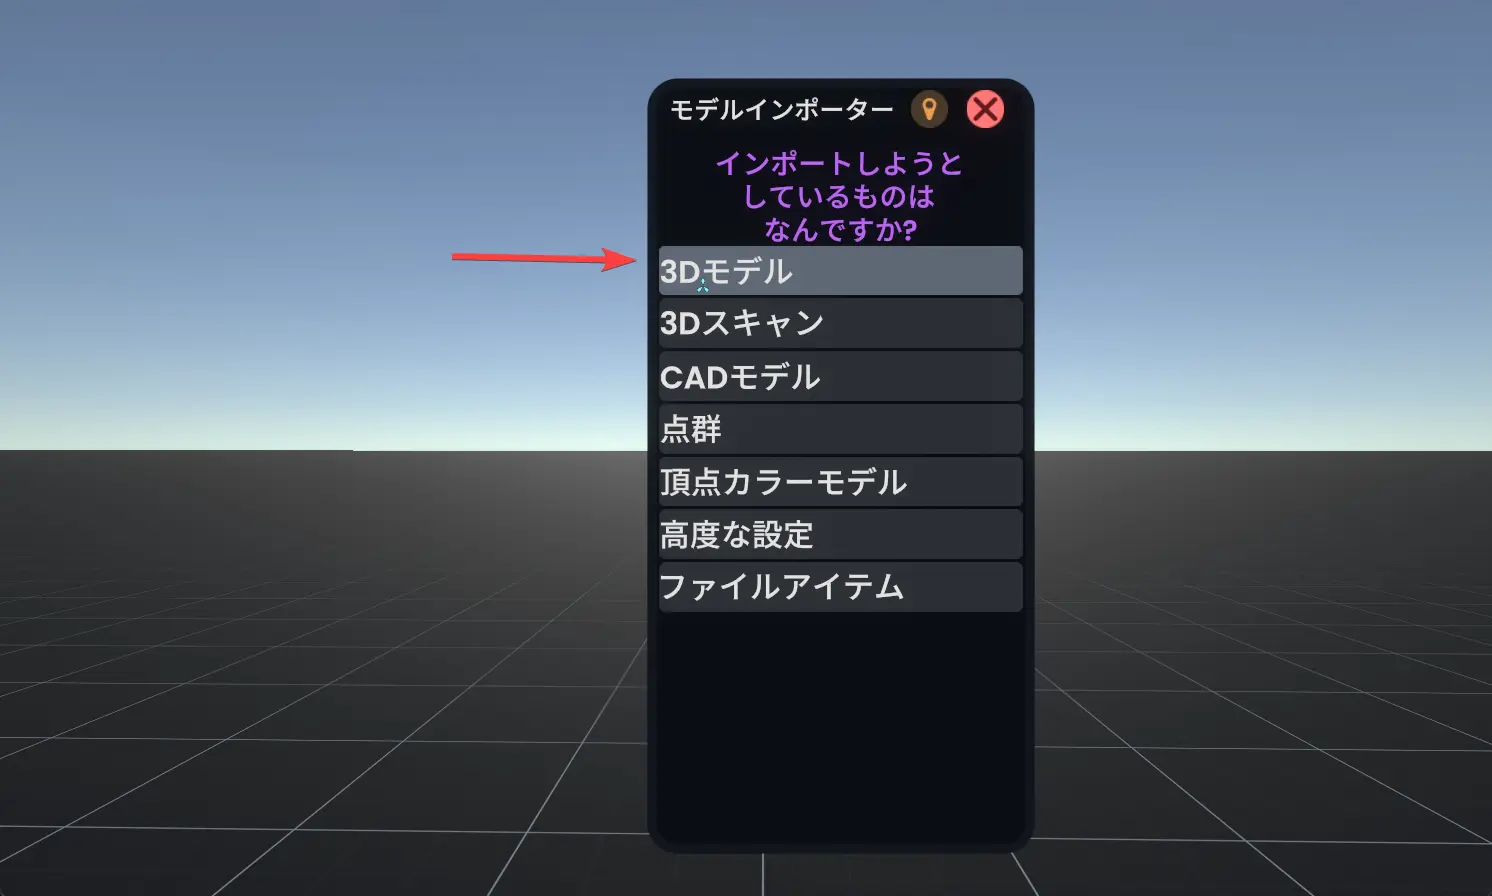 モデルインポーター
インポートしようと
しているものは
なんですか?
3Dモデル
3Dスキャン
CADモデル
点群
頂点カラーモデル
高度な設定
ファイルアイテム